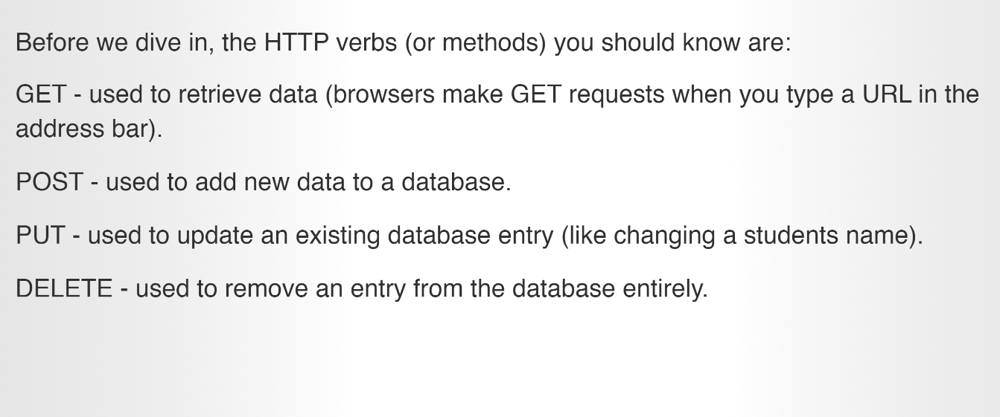 Before we dive in, the HTTP verbs (or methods) you should know are:
GET - used to retrieve data (browsers make GET requests when you type a URL in the
address bar).
POST - used to add new data to a database.
PUT - used to update an existing database entry (like changing a students name).
DELETE - used to remove an entry from the database entirely.